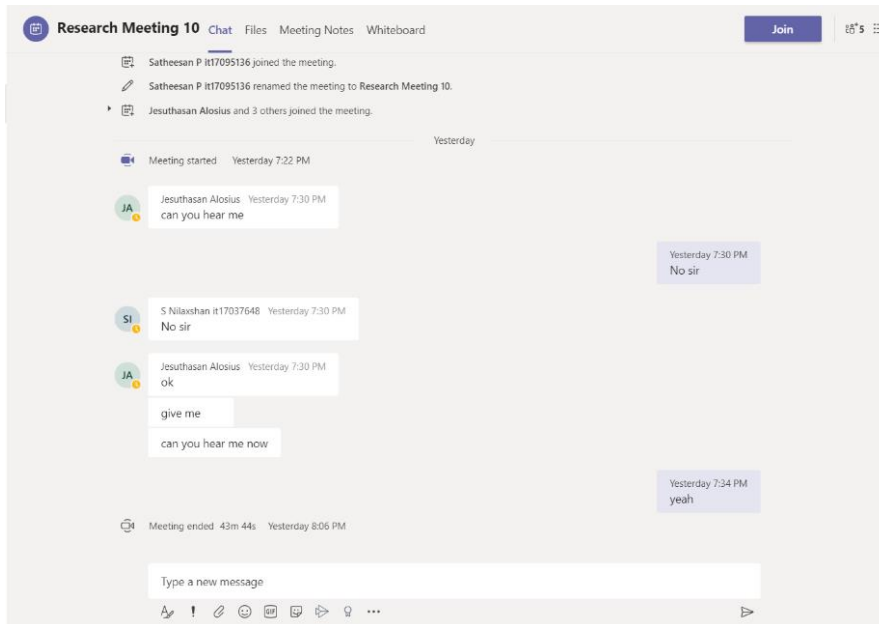 Research Meeting 10 Chat Files Meeting Notes Whiteboard Join 5
Satheesan P it17095136 joined the meeting.
Satheesan P it17095136 renamed the meeting to Research Meeting 10.
Jesuthasan Alosius and 3 others joined the meeting.
Yesterday
Meeting started Yesterday 7:22 PM
JA
Jesuthasan Alosius Yesterday 7:30 PM
can you hear me
Yesterday 7:30 PM
No sir
SI
S Nilaxshan it17037648 Yesterday 7:30 PM
No sir
JA
Jesuthasan Alosius Yesterday 7:30 PM
ok
give me
can you hear me now
Yesterday 7:34 PM
yeah
Meeting ended 43m 44s Yesterday 8:06 PM
Type a new message
GIF